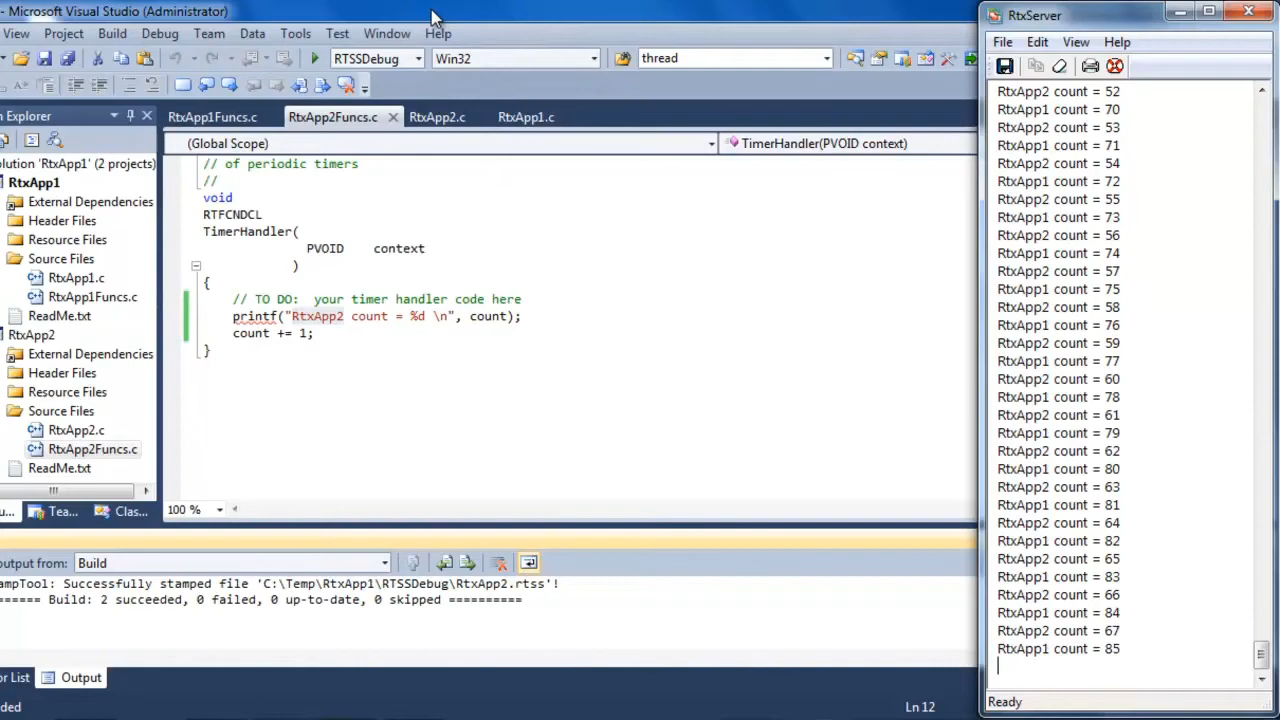 - Microsoft Visual Studio (Administrator)
View Project Build Debug Team Data Tools Test Window Help
RTSSDebug Win32 thread
Explorer
olution 'RtxApp1' (2 projects)
RtxApp1
External Dependencies
Header Files
Resource Files
Source Files
RtxApp1.c
RtxApp1Funcs.c
ReadMe.txt
RtxApp2
External Dependencies
Header Files
Resource Files
Source Files
RtxApp2.c
RtxApp2Funcs.c
ReadMe.txt
u... Tea... Clas...
RtxApp1Funcs.c RtxApp2Funcs.c RtxApp2.c RtxApp1.c
(Global Scope) TimerHandler(PVOID context)
// of periodic timers
//
void
RTFCNDCL
TimerHandler(
PVOID context
)
{
// TO DO: your timer handler code here
printf("RtxApp2 count = %d \n", count);
count += 1;
}
100 %
output from: Build
ampTool: Successfully stamped file 'C:\Temp\RtxApp1\RTSSDebug\RtxApp2.rtss'!
====== Build: 2 succeeded, 0 failed, 0 up-to-date, 0 skipped ==========
or List Output
ded Ln 12
RtxServer
File Edit View Help
RtxApp2 count = 52
RtxApp1 count = 70
RtxApp2 count = 53
RtxApp1 count = 71
RtxApp2 count = 54
RtxApp1 count = 72
RtxApp2 count = 55
RtxApp1 count = 73
RtxApp2 count = 56
RtxApp1 count = 74
RtxApp2 count = 57
RtxApp1 count = 75
RtxApp2 count = 58
RtxApp1 count = 76
RtxApp2 count = 59
RtxApp1 count = 77
RtxApp2 count = 60
RtxApp1 count = 78
RtxApp2 count = 61
RtxApp1 count = 79
RtxApp2 count = 62
RtxApp1 count = 80
RtxApp2 count = 63
RtxApp1 count = 81
RtxApp2 count = 64
RtxApp1 count = 82
RtxApp2 count = 65
RtxApp1 count = 83
RtxApp2 count = 66
RtxApp1 count = 84
RtxApp2 count = 67
RtxApp1 count = 85
Ready